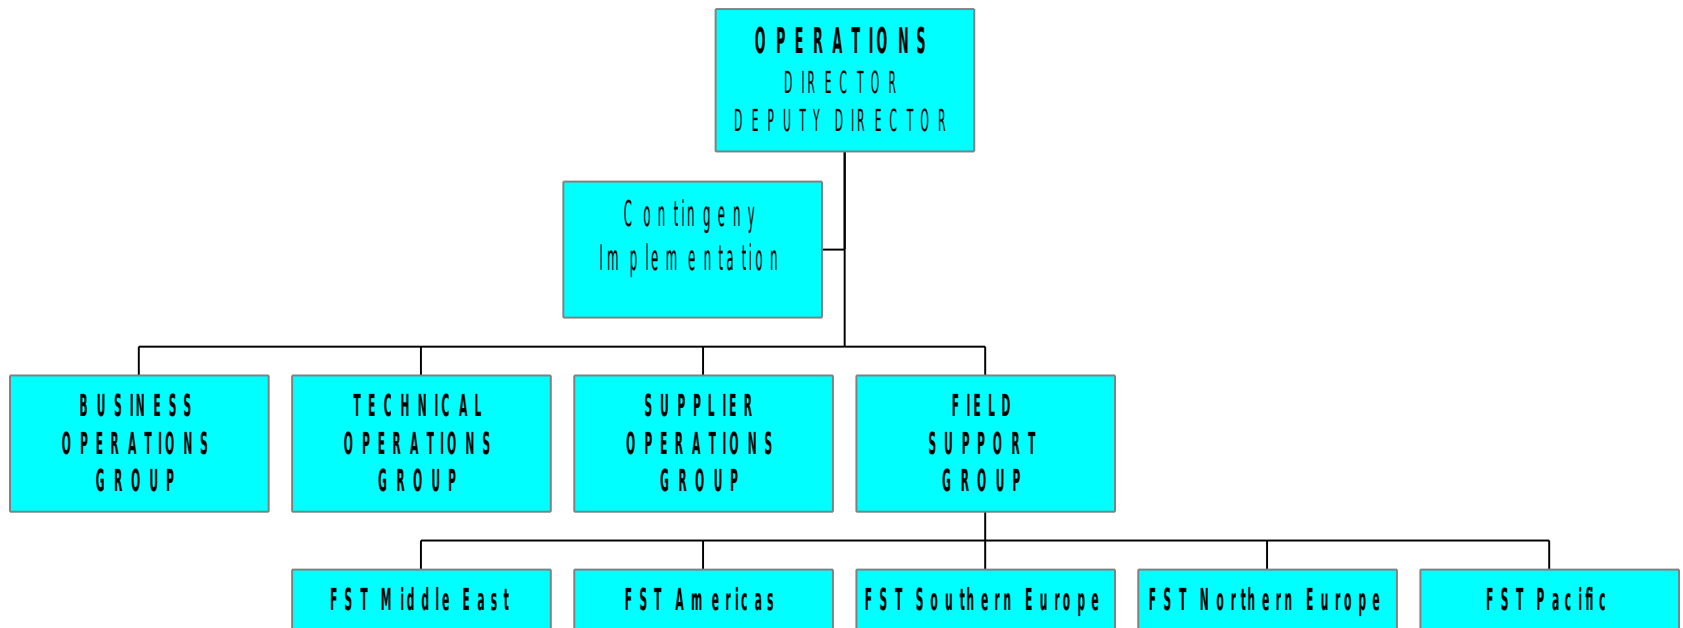 OPERATIONS
DIRECTOR
DEPUTY DIRECTOR
Contingeny
Implementation
BUSINESS
OPERATIONS
GROUP
TECHNICAL
OPERATIONS
GROUP
SUPPLIER
OPERATIONS
GROUP
FIELD
SUPPORT
GROUP
FST Middle East
FST Americas
FST Southern Europe
FST Northern Europe
FST Pacific